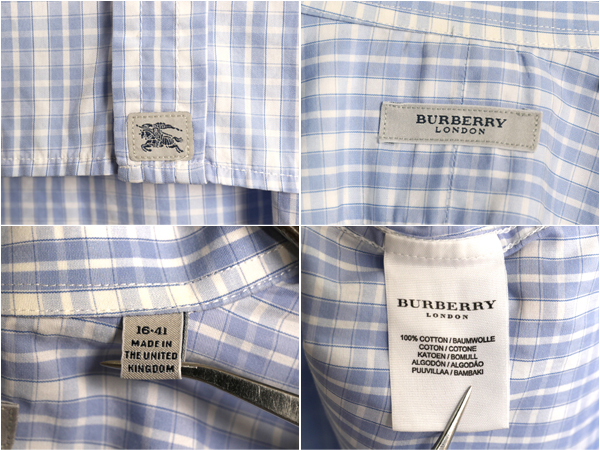 BURBERRY
LONDON
16-41
MADE IN
THE UNITED
KINGDOM
BURBERRY
LONDON
100% COTTON / BAUMWOLLE
COTON / COTONE
KATOEN / BOMULL
ALGODÓN / ALGODÃO
PUUVILLAA / BAMBAKI